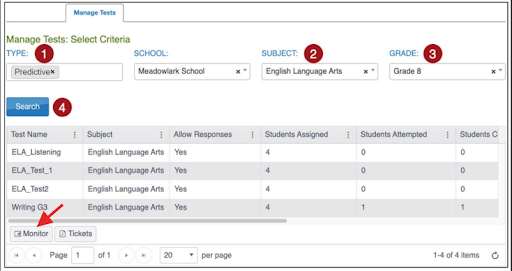 Manage Tests
Manage Tests: Select Criteria
TYPE: 1 SCHOOL: SUBJECT: 2 GRADE: 3
Predictive× Meadowlark School × English Language Arts × Grade 8 ×
Search 4
Test Name Subject Allow Responses Students Assigned Students Attempted Students C
ELA_Listening English Language Arts Yes 4 0 0
ELA_Test_1 English Language Arts Yes 4 0 0
ELA_Test2 English Language Arts Yes 4 0 0
Writing G3 English Language Arts Yes 4 1 1
Monitor Tickets
Page 1 of 1 20 per page 1-4 of 4 items